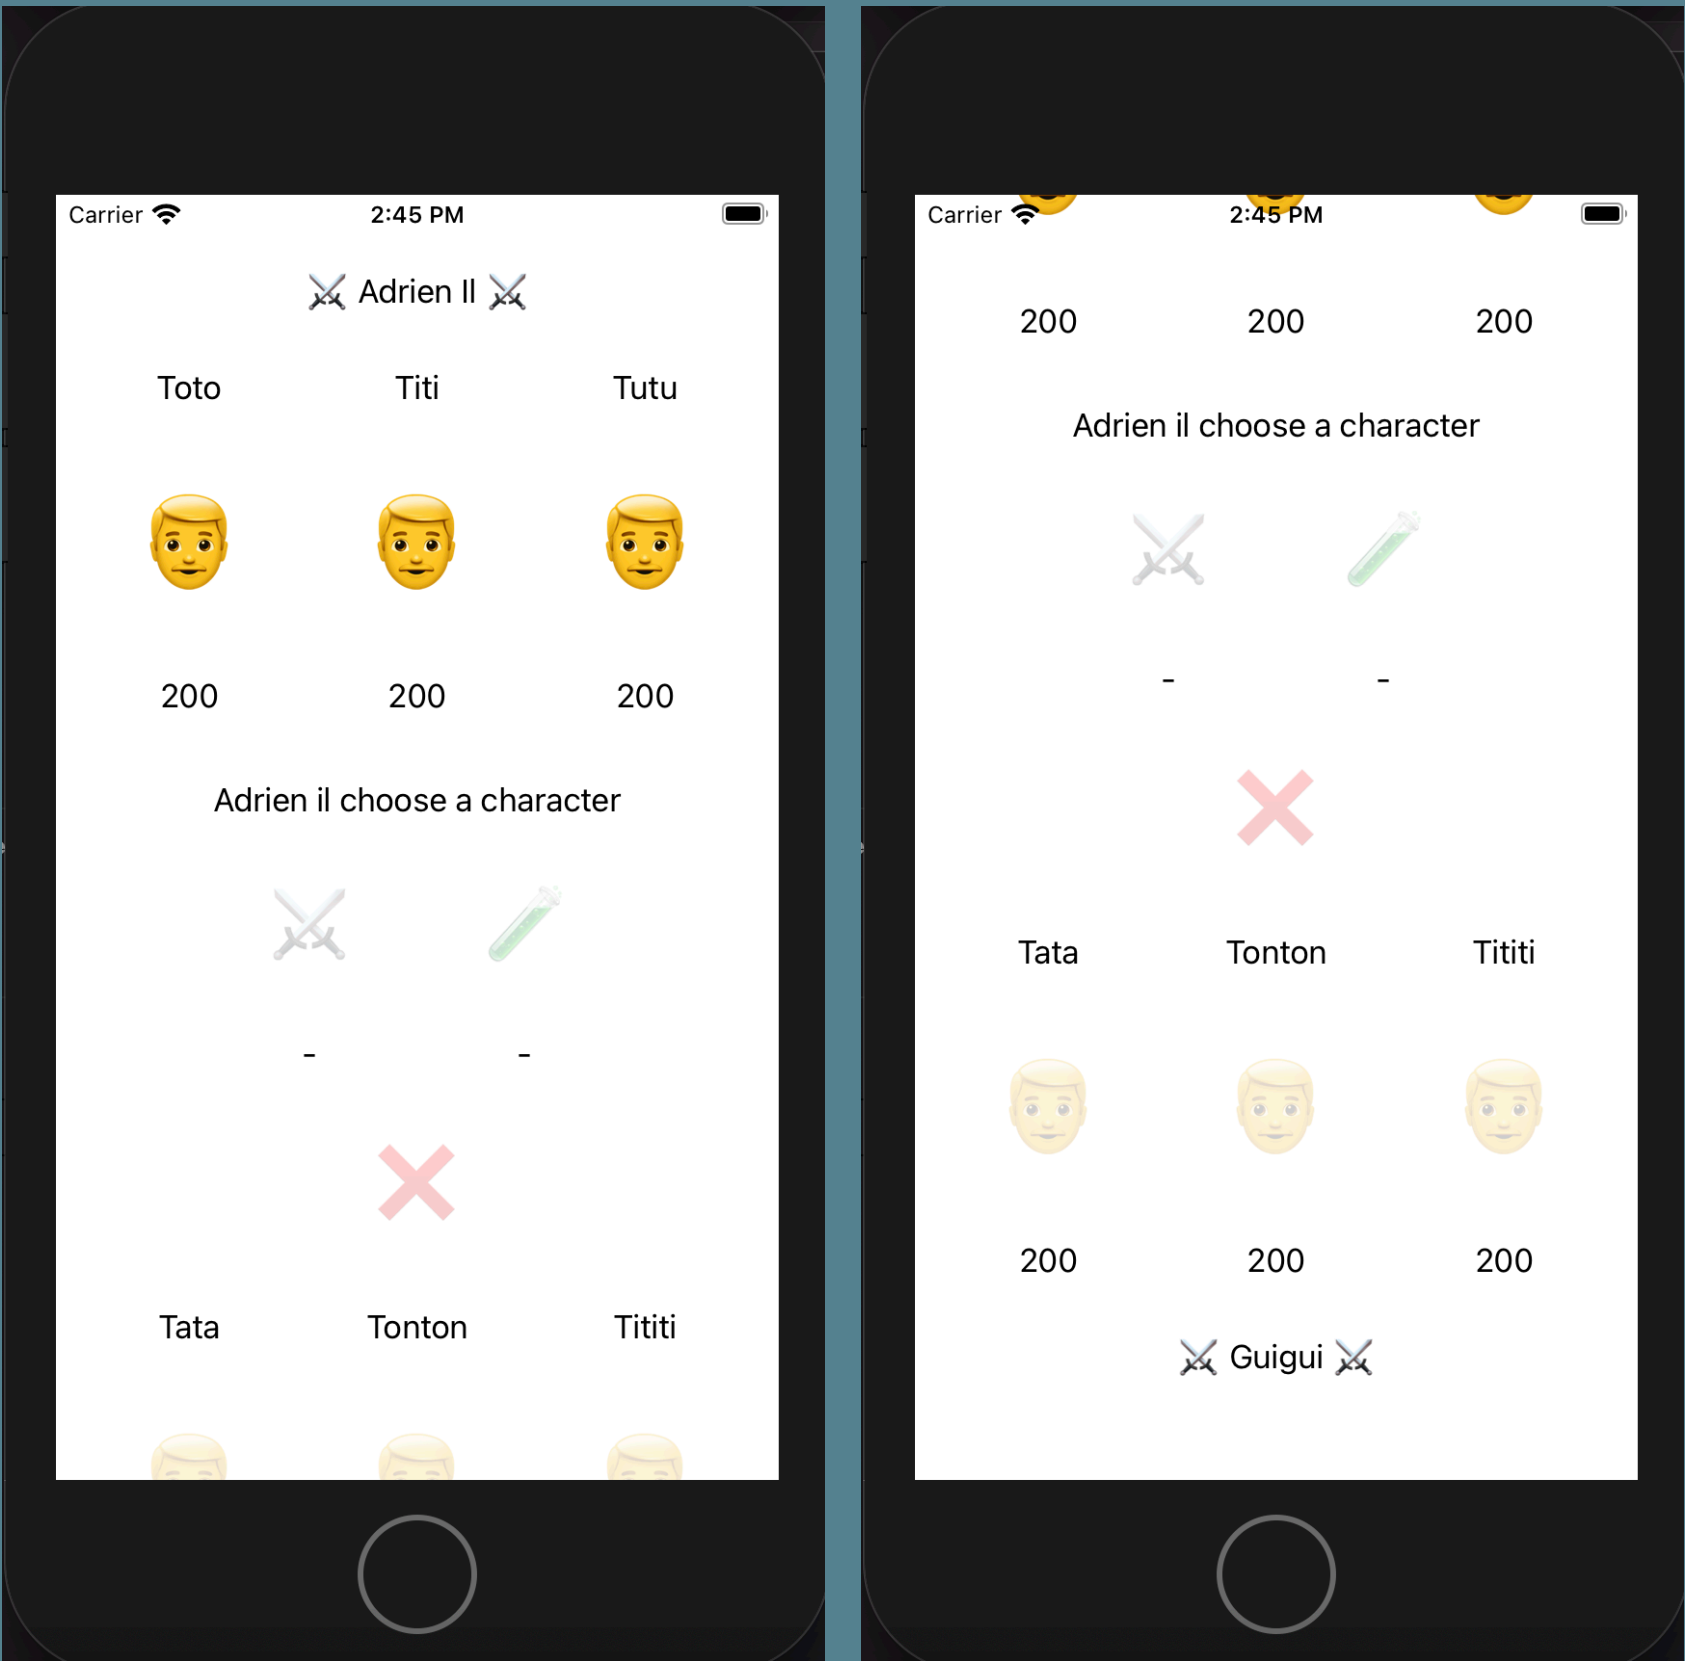 Carrier 2:45 PM
⚔️ Adrien Il ⚔️
Toto Titi Tutu
200 200 200
Adrien il choose a character
- -
Tata Tonton Tititi
Carrier 2:45 PM
200 200 200
Adrien il choose a character
- -
Tata Tonton Tititi
200 200 200
⚔️ Guigui ⚔️